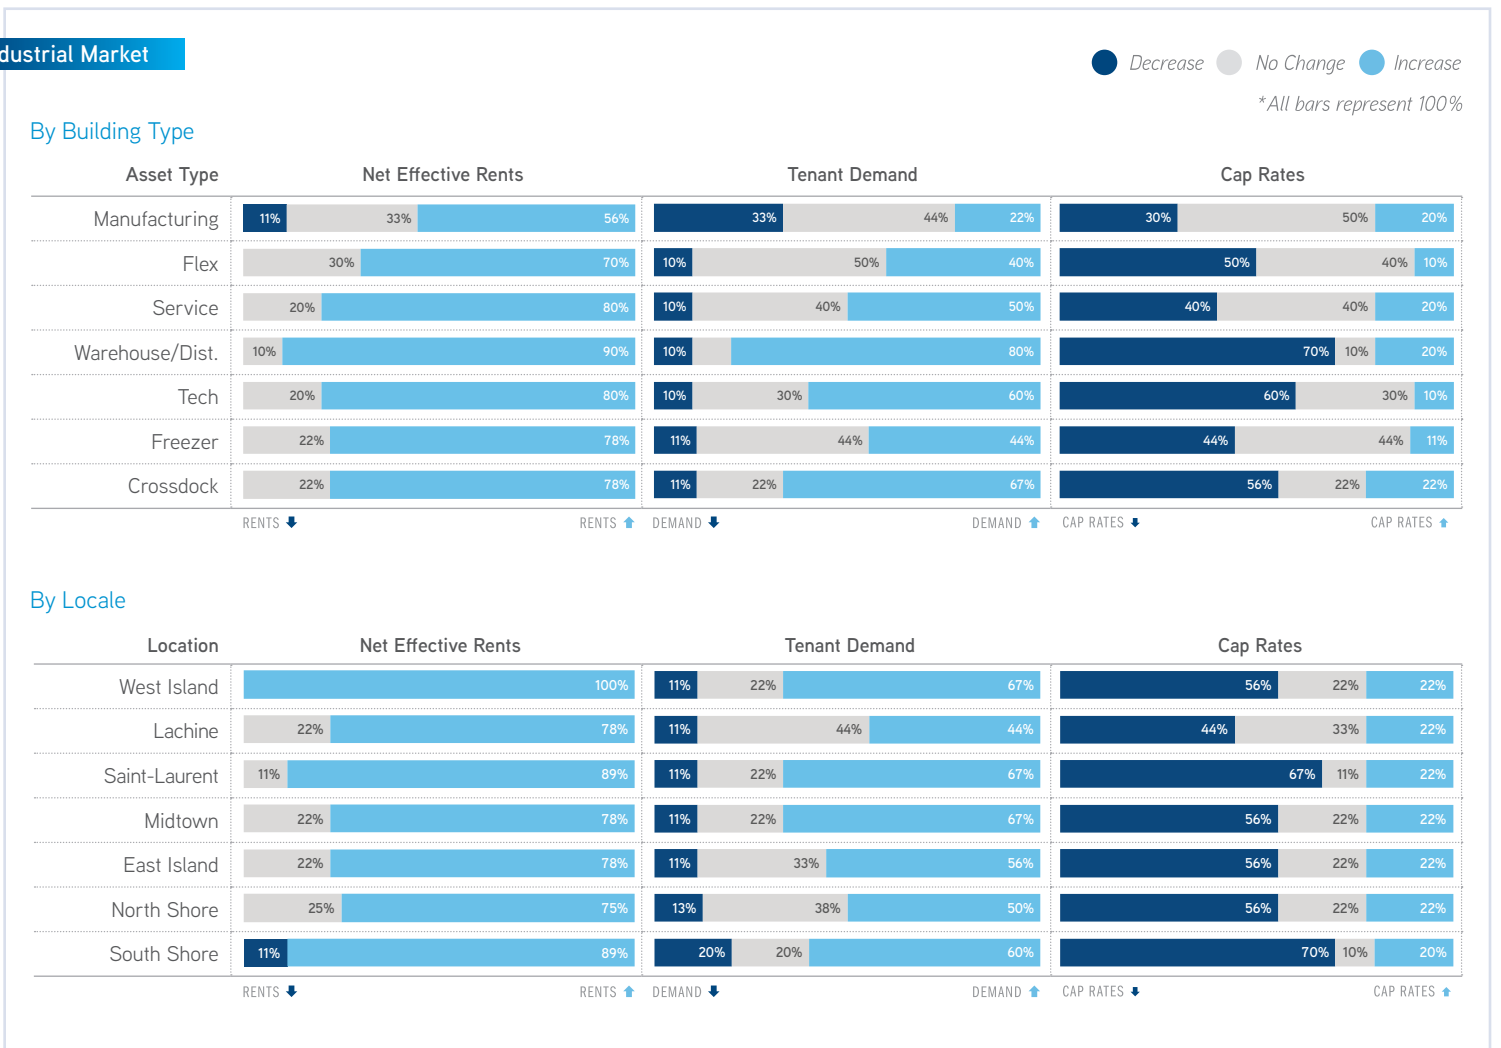 dustrial Market
Decrease No Change Increase
*All bars represent 100%
By Building Type
Asset Type Net Effective Rents Tenant Demand Cap Rates
Manufacturing 11% 33% 56% 33% 44% 22% 30% 50% 20%
Flex 30% 70% 10% 50% 40% 50% 40% 10%
Service 20% 80% 10% 40% 50% 40% 40% 20%
Warehouse/Dist. 10% 90% 10% 80% 70% 10% 20%
Tech 20% 80% 10% 30% 60% 60% 30% 10%
Freezer 22% 78% 11% 44% 44% 44% 44% 11%
Crossdock 22% 78% 11% 22% 67% 56% 22% 22%
RENTS RENTS DEMAND DEMAND CAP RATES CAP RATES
By Locale
Location Net Effective Rents Tenant Demand Cap Rates
West Island 100% 11% 22% 67% 56% 22% 22%
Lachine 22% 78% 11% 44% 44% 44% 33% 22%
Saint-Laurent 11% 89% 11% 22% 67% 67% 11% 22%
Midtown 22% 78% 11% 22% 67% 56% 22% 22%
East Island 22% 78% 11% 33% 56% 56% 22% 22%
North Shore 25% 75% 13% 38% 50% 56% 22% 22%
South Shore 11% 89% 20% 20% 60% 70% 10% 20%
RENTS RENTS DEMAND DEMAND CAP RATES CAP RATES